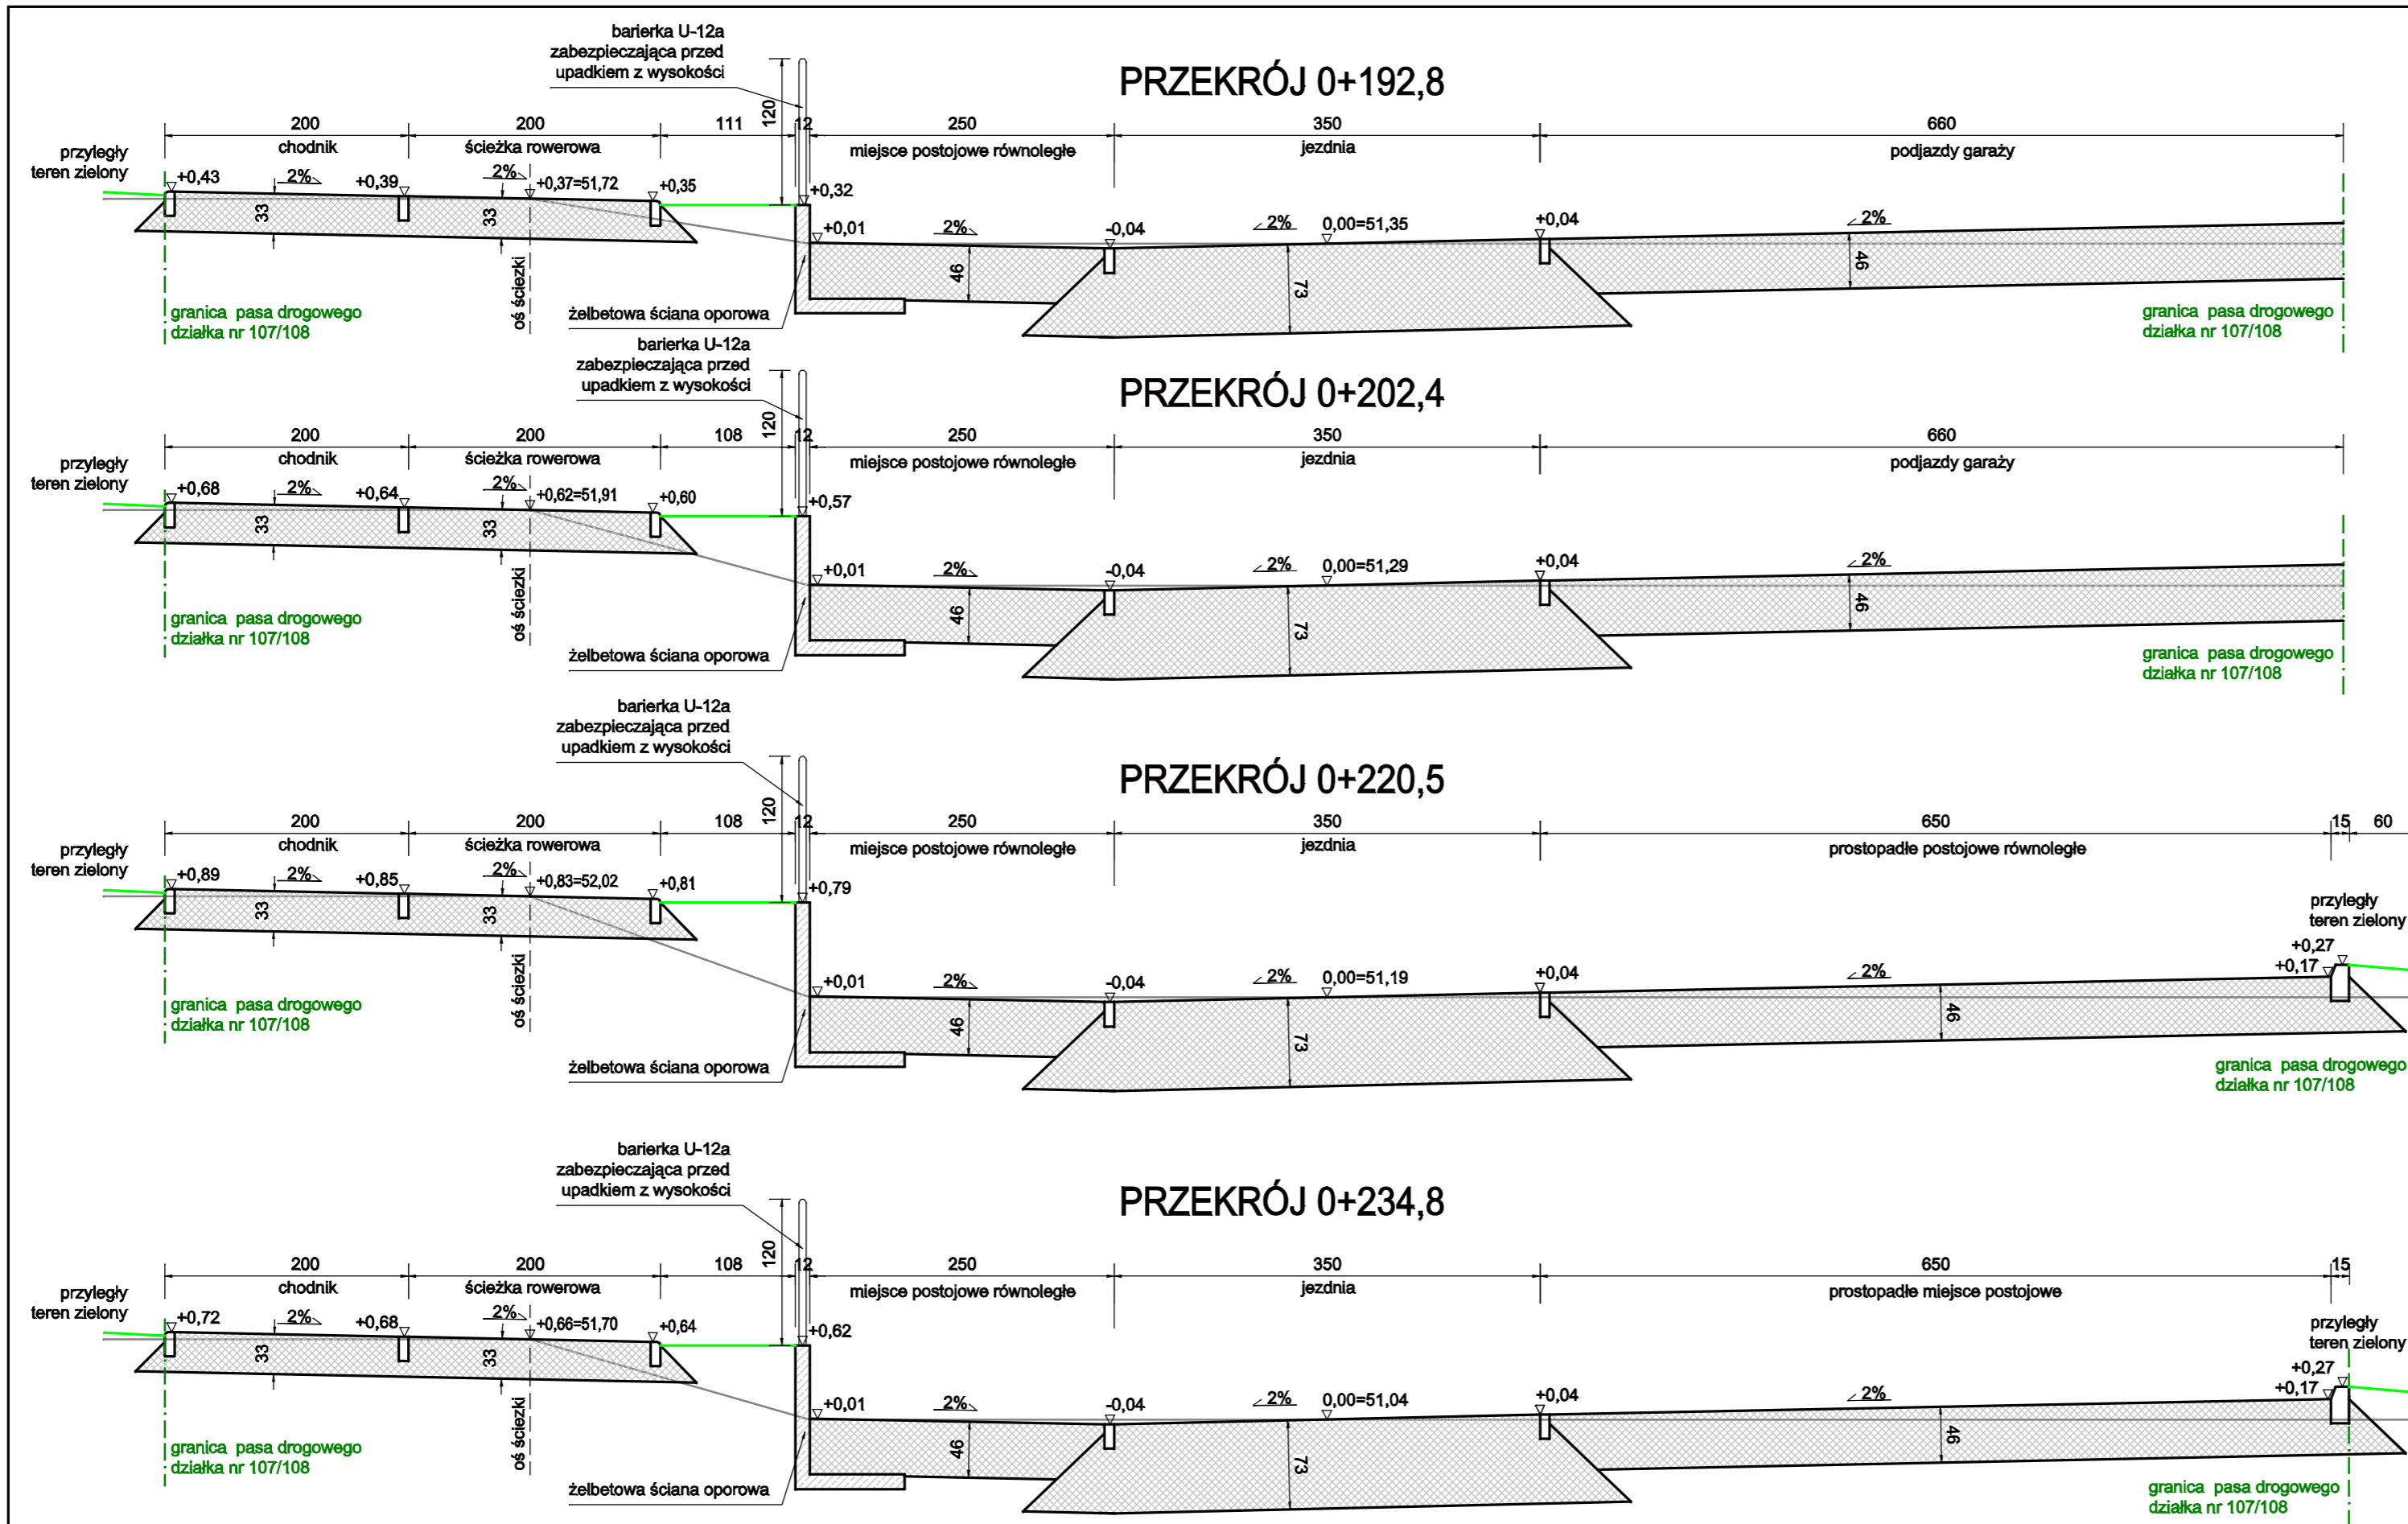 barierka U-12a
zabezpieczająca przed
upadkiem z wysokości
PRZEKRÓJ 0+192,8
120
200
200
111
12
250
350
660
chodnik
ścieżka rowerowa
miejsce postojowe równoległe
jezdnia
podjazdy garaży
przyległy
teren zielony
+0,43
2%
+0,39
2%
+0,37=51,72
+0,35
+0,32
+0,01
2%
-0,04
2%
0,00=51,35
+0,04
2%
33
33
46
73
46
oś ścieżki
granica pasa drogowego
działka nr 107/108
żelbetowa ściana oporowa
granica pasa drogowego
działka nr 107/108
barierka U-12a
zabezpieczająca przed
upadkiem z wysokości
PRZEKRÓJ 0+202,4
120
200
200
108
12
250
350
660
chodnik
ścieżka rowerowa
miejsce postojowe równoległe
jezdnia
podjazdy garaży
przyległy
teren zielony
+0,68
2%
+0,64
2%
+0,62=51,91
+0,60
+0,57
+0,01
2%
-0,04
2%
0,00=51,29
+0,04
2%
33
33
46
73
46
oś ścieżki
granica pasa drogowego
działka nr 107/108
żelbetowa ściana oporowa
granica pasa drogowego
działka nr 107/108
barierka U-12a
zabezpieczająca przed
upadkiem z wysokości
PRZEKRÓJ 0+220,5
120
200
200
108
12
250
350
650
15
60
chodnik
ścieżka rowerowa
miejsce postojowe równoległe
jezdnia
prostopadłe postojowe równoległe
przyległy
teren zielony
+0,89
2%
+0,85
2%
+0,83=52,02
+0,81
+0,79
+0,01
2%
-0,04
2%
0,00=51,19
+0,04
2%
+0,17
+0,27
przyległy
teren zielony
33
33
46
73
46
oś ścieżki
granica pasa drogowego
działka nr 107/108
żelbetowa ściana oporowa
granica pasa drogowego
działka nr 107/108
barierka U-12a
zabezpieczająca przed
upadkiem z wysokości
PRZEKRÓJ 0+234,8
120
200
200
108
12
250
350
650
15
chodnik
ścieżka rowerowa
miejsce postojowe równoległe
jezdnia
prostopadłe miejsce postojowe
przyległy
teren zielony
+0,72
2%
+0,68
2%
+0,66=51,70
+0,64
+0,62
+0,01
2%
-0,04
2%
0,00=51,04
+0,04
2%
+0,17
+0,27
przyległy
teren zielony
33
33
46
73
46
oś ścieżki
granica pasa drogowego
działka nr 107/108
żelbetowa ściana oporowa
granica pasa drogowego
działka nr 107/108